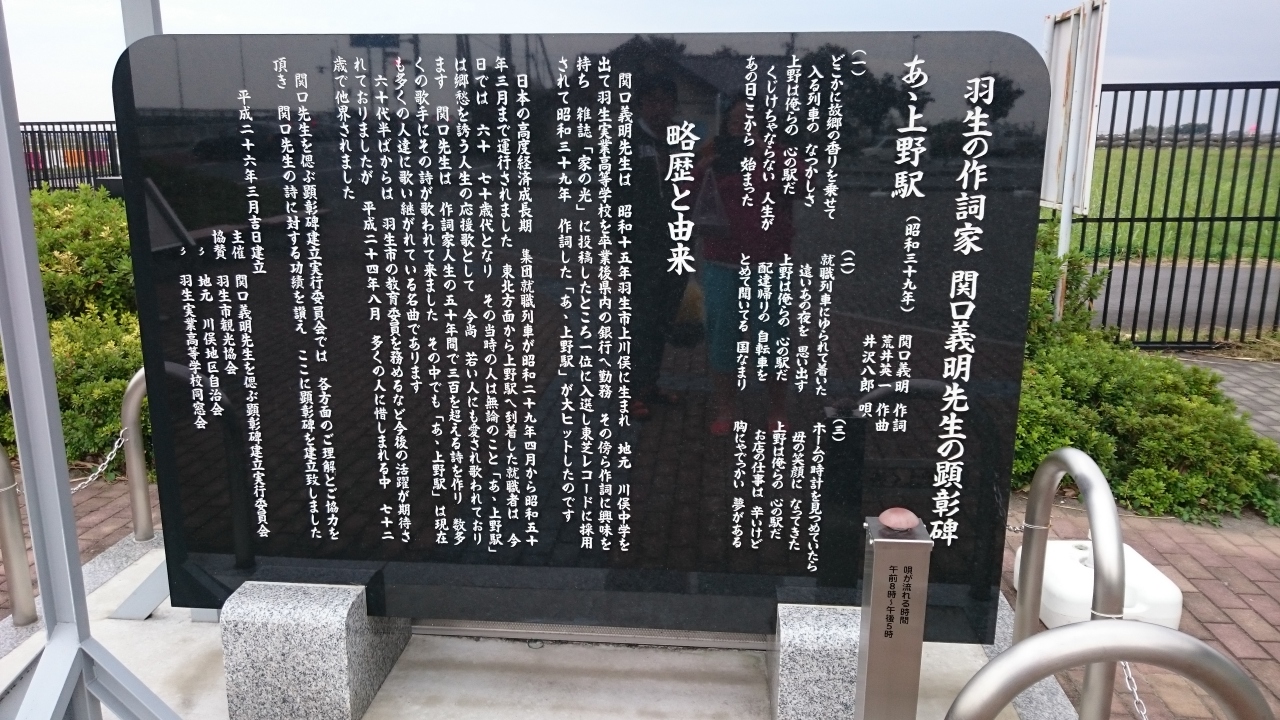 羽生の作詞家 関口義明先生の顕彰碑
あゝ上野駅 (昭和三十九年)
関口義明 作詞
荒井英一 作曲
井沢八郎 唄
(一)
どこかに故郷の香りを乗せて
入る列車の なつかしさ
上野は俺らの 心の駅だ
くじけちゃならない 人生が
あの日ここから 始まった
(二)
就職列車にゆられて着いた
遠いあの夜を 思い出す
上野は俺らの 心の駅だ
配達帰りの 自転車を
とめて聞いてる 国なまり
(三)
ホームの時計を見つめていたら
母の笑顔に なってきた
上野は俺らの 心の駅だ
お店の仕事は 辛いけど
胸にゃでっかい 夢がある
略歴と由来
関口義明先生は 昭和十五年羽生市上川俣に生まれ 地元 川俣中学を
出て羽生実業高等学校を卒業後県内の銀行へ勤務 その傍ら作詞に興味を
持ち 雑誌「家の光」に投稿したところ一位に入選し東芝レコードに採用
されて昭和三十九年 作詞した「あゝ上野駅」が大ヒットしたのです
日本の高度経済成長期 集団就職列車が昭和二十九年四月から昭和五十
年三月まで運行されました 東北方面から上野駅へ到着した就職者は 今
日では 六十 七十歳代となり その当時の人は無論のこと「あゝ上野駅」
は郷愁を誘う人生の応援歌として 今尚 若い人にも愛され歌われており
ます 関口先生は 作詞家人生の五十年間で三百を超える詩を作り 数多
くの歌手にその詩が歌われて来ました その中でも「あゝ上野駅」は現在
も多くの人達に歌い継がれている名曲であります
六十代半ばからは 羽生市の教育委員を務めるなど今後の活躍が期待さ
れておりましたが 平成二十四年八月 多くの人に惜しまれる中 七十二
歳で他界されました
関口先生を偲ぶ顕彰碑建立実行委員会では 各方面のご理解とご協力を
頂き 関口先生の詩に対する功績を讃え ここに顕彰碑を建立致しました
平成二十六年三月吉日建立
主催 関口義明先生を偲ぶ顕彰碑建立実行委員会
協賛 羽生市観光協会
〃 地元 川俣地区自治会
〃 羽生実業高等学校同窓会
唄が流れる時間
午前8時～午後5時